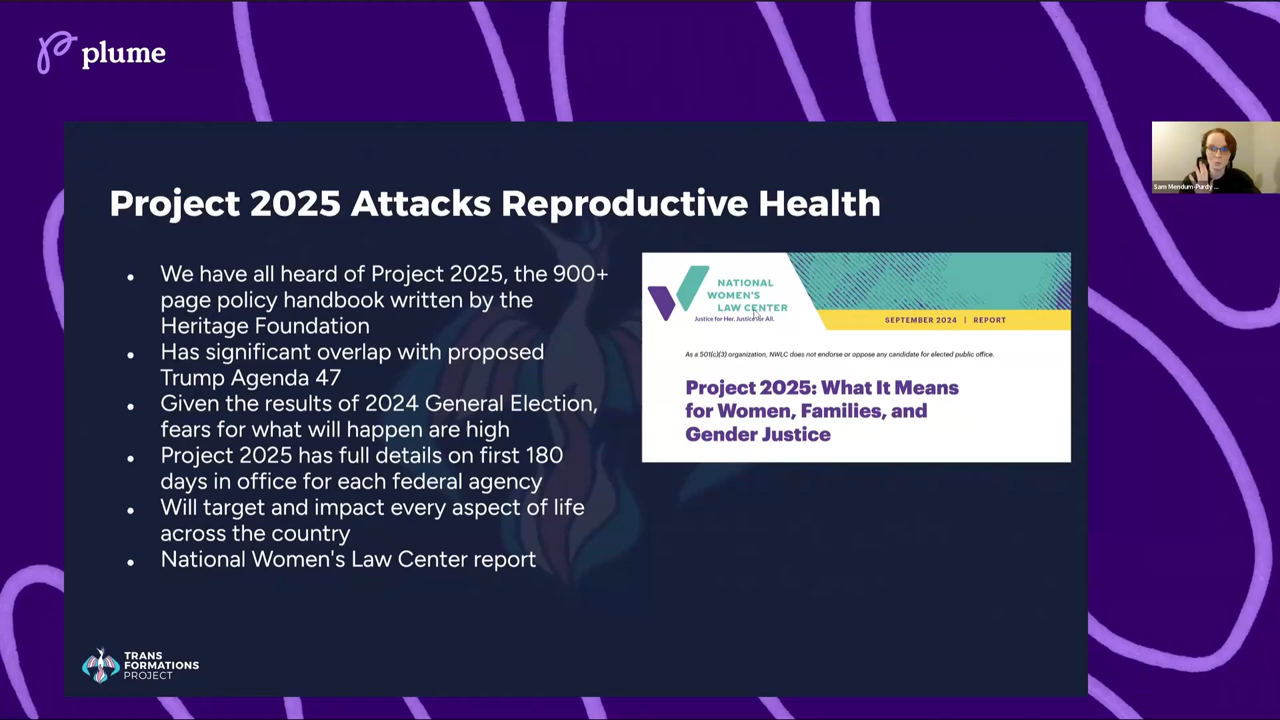 plume
Project 2025 Attacks Reproductive Health
• We have all heard of Project 2025, the 900+
page policy handbook written by the
Heritage Foundation
• Has significant overlap with proposed
Trump Agenda 47
• Given the results of 2024 General Election,
fears for what will happen are high
• Project 2025 has full details on first 180
days in office for each federal agency
• Will target and impact every aspect of life
across the country
• National Women's Law Center report
NATIONAL
WOMEN'S
LAW CENTER
Justice for Her. Justice for All.
SEPTEMBER 2024 | REPORT
As a 501(c)(3) organization, NWLC does not endorse or oppose any candidate for elected public office.
Project 2025: What It Means
for Women, Families, and
Gender Justice
Sam Mendum-Purdy ...
TRANS
FORMATIONS
PROJECT